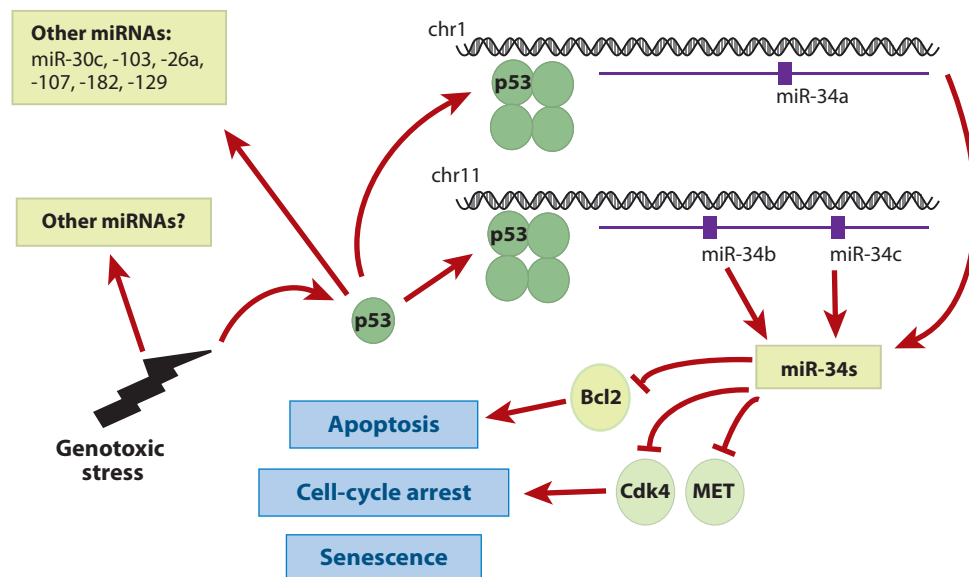 Other miRNAs:
miR-30c, -103, -26a,
-107, -182, -129
chr1
p53
miR-34a
chr11
p53
miR-34b
miR-34c
Other miRNAs?
p53
miR-34s
Bcl2
Apoptosis
Genotoxic
stress
Cell-cycle arrest
Cdk4
MET
Senescence